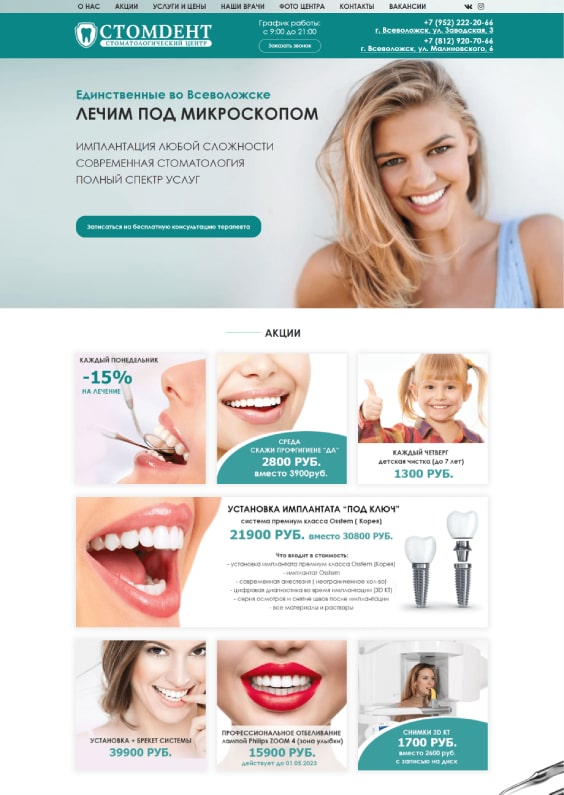 О НАС АКЦИИ УСЛУГИ И ЦЕНЫ НАШИ ВРАЧИ ФОТО ЦЕНТРА КОНТАКТЫ ВАКАНСИИ
СТОМДЕНТ
СТОМАТОЛОГИЧЕСКИЙ ЦЕНТР
График работы:
с 9:00 до 21:00
Заказать звонок
+7 (952) 222-20-66
г. Всеволожск, ул. Заводская, 3
+7 (812) 920-70-66
г. Всеволожск, ул. Малиновского, 6
Единственные во Всеволожске
ЛЕЧИМ ПОД МИКРОСКОПОМ
ИМПЛАНТАЦИЯ ЛЮБОЙ СЛОЖНОСТИ
СОВРЕМЕННАЯ СТОМАТОЛОГИЯ
ПОЛНЫЙ СПЕКТР УСЛУГ
Записаться на бесплатную консультацию терапевта
АКЦИИ
КАЖДЫЙ ПОНЕДЕЛЬНИК
-15%
НА ЛЕЧЕНИЕ
СРЕДА
СКАЖИ ПРОФГИГИЕНЕ "ДА"
2800 РУБ.
вместо 3900руб.
КАЖДЫЙ ЧЕТВЕРГ
детская чистка (до 7 лет)
1300 РУБ.
УСТАНОВКА ИМПЛАНТАТА "ПОД КЛЮЧ"
система премиум класса Osstem ( Корея)
21900 РУБ. вместо 30800 РУБ.
Что входит в стоимость:
- установка имплантата премиум класса Osstem (Корея)
- имплантат Osstem
- современная анестезия ( неограниченное кол-во)
- цифровая диагностика во время имплантации (3D КТ)
- серия осмотров и снятие швов после имплантации
- все материалы и растворы
УСТАНОВКА + БРЕКЕТ СИСТЕМЫ
39900 РУБ.
ПРОФЕССИОНАЛЬНОЕ ОТБЕЛИВАНИЕ
лампой Philips ZOOM 4 (зона улыбки)
15900 РУБ.
действует до 01.05.2023
СНИМКИ 3D КТ
1700 РУБ.
вместо 2600 руб.
с записью на диск